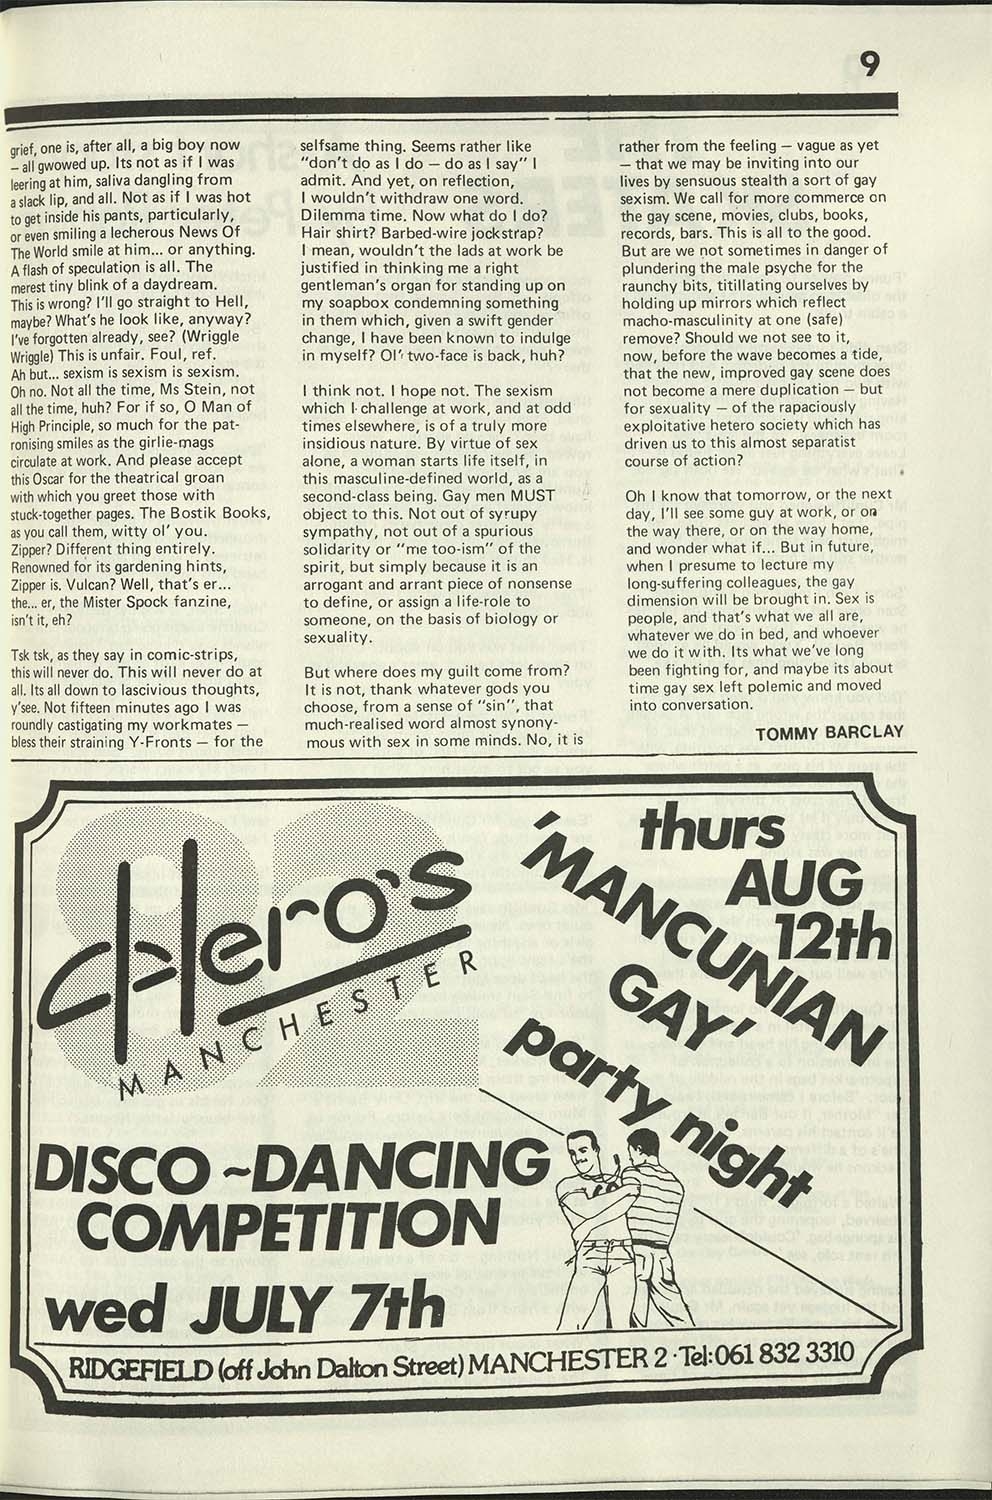 9
grief, one is, after all, a big boy now
— all gwowed up. Its not as if I was
leering at him, saliva dangling from
a slack lip, and all. Not as if I was hot
to get inside his pants, particularly,
or even smiling a lecherous News Of
The World smile at him... or anything.
A flash of speculation is all. The
merest tiny blink of a daydream.
This is wrong? I'll go straight to Hell,
maybe? What's he look like, anyway?
I've forgotten already, see? (Wriggle
Wriggle) This is unfair. Foul, ref.
Ah but... sexism is sexism is sexism.
Oh no. Not all the time, Ms Stein, not
all the time, huh? For if so, O Man of
High Principle, so much for the pat-
ronising smiles as the girlie-mags
circulate at work. And please accept
this Oscar for the theatrical groan
with which you greet those with
stuck-together pages. The Bostik Books,
as you call them, witty ol' you.
Zipper? Different thing entirely.
Renowned for its gardening hints,
Zipper is. Vulcan? Well, that's er...
the... er, the Mister Spock fanzine,
isn't it, eh?
Tsk tsk, as they say in comic-strips,
this will never do. This will never do at
all. Its all down to lascivious thoughts,
y'see. Not fifteen minutes ago I was
roundly castigating my workmates —
bless their straining Y-Fronts — for the
selfsame thing. Seems rather like
"don't do as I do — do as I say" I
admit. And yet, on reflection,
I wouldn't withdraw one word.
Dilemma time. Now what do I do?
Hair shirt? Barbed-wire jockstrap?
I mean, wouldn't the lads at work be
justified in thinking me a right
gentleman's organ for standing up on
my soapbox condemning something
in them which, given a swift gender
change, I have been known to indulge
in myself? Ol' two-face is back, huh?
I think not. I hope not. The sexism
which I challenge at work, and at odd
times elsewhere, is of a truly more
insidious nature. By virtue of sex
alone, a woman starts life itself, in
this masculine-defined world, as a
second-class being. Gay men MUST
object to this. Not out of syrupy
sympathy, not out of a spurious
solidarity or "me too-ism" of the
spirit, but simply because it is an
arrogant and arrant piece of nonsense
to define, or assign a life-role to
someone, on the basis of biology or
sexuality.
But where does my guilt come from?
It is not, thank whatever gods you
choose, from a sense of "sin", that
much-realised word almost synony-
mous with sex in some minds. No, it is
rather from the feeling — vague as yet
— that we may be inviting into our
lives by sensuous stealth a sort of gay
sexism. We call for more commerce on
the gay scene, movies, clubs, books,
records, bars. This is all to the good.
But are we not sometimes in danger of
plundering the male psyche for the
raunchy bits, titillating ourselves by
holding up mirrors which reflect
macho-masculinity at one (safe)
remove? Should we not see to it,
now, before the wave becomes a tide,
that the new, improved gay scene does
not become a mere duplication — but
for sexuality — of the rapaciously
exploitative hetero society which has
driven us to this almost separatist
course of action?
Oh I know that tomorrow, or the next
day, I'll see some guy at work, or on
the way there, or on the way home,
and wonder what if... But in future,
when I presume to lecture my
long-suffering colleagues, the gay
dimension will be brought in. Sex is
people, and that's what we all are,
whatever we do in bed, and whoever
we do it with. Its what we've long
been fighting for, and maybe its about
time gay sex left polemic and moved
into conversation.
TOMMY BARCLAY
82
Hero's
MANCHESTER
thurs
AUG
12th
'MANCUNIAN
GAY'
party night
DISCO ~DANCING
COMPETITION
wed JULY 7th
RIDGEFIELD (off John Dalton Street) MANCHESTER 2 · Tel: 061 832 3310